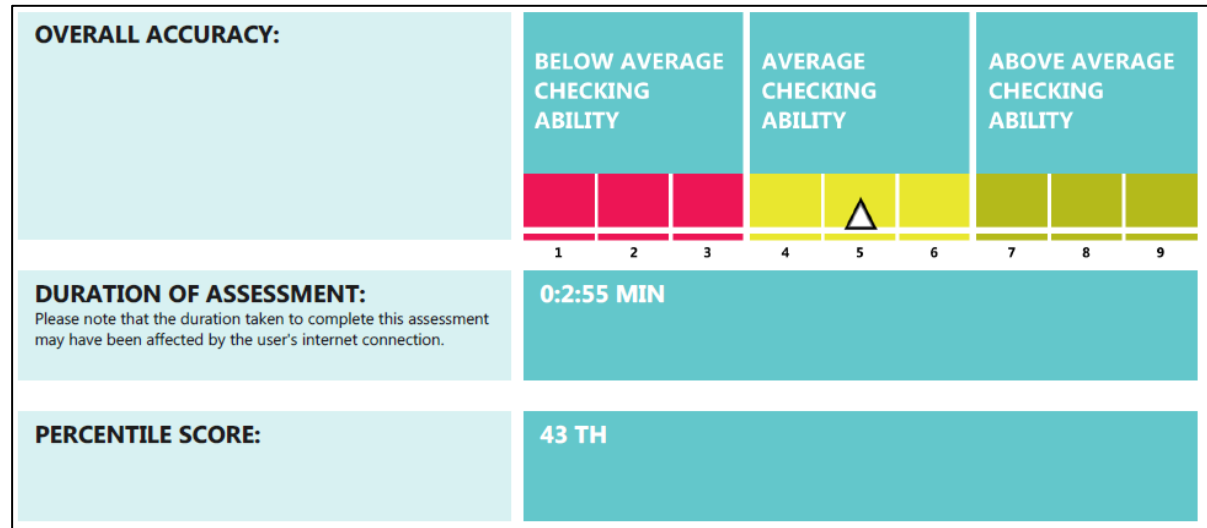 OVERALL ACCURACY:
BELOW AVERAGE
CHECKING
ABILITY
AVERAGE
CHECKING
ABILITY
ABOVE AVERAGE
CHECKING
ABILITY
1 2 3 4 5 6 7 8 9
DURATION OF ASSESSMENT:
Please note that the duration taken to complete this assessment
may have been affected by the user's internet connection.
0:2:55 MIN
PERCENTILE SCORE:
43 TH